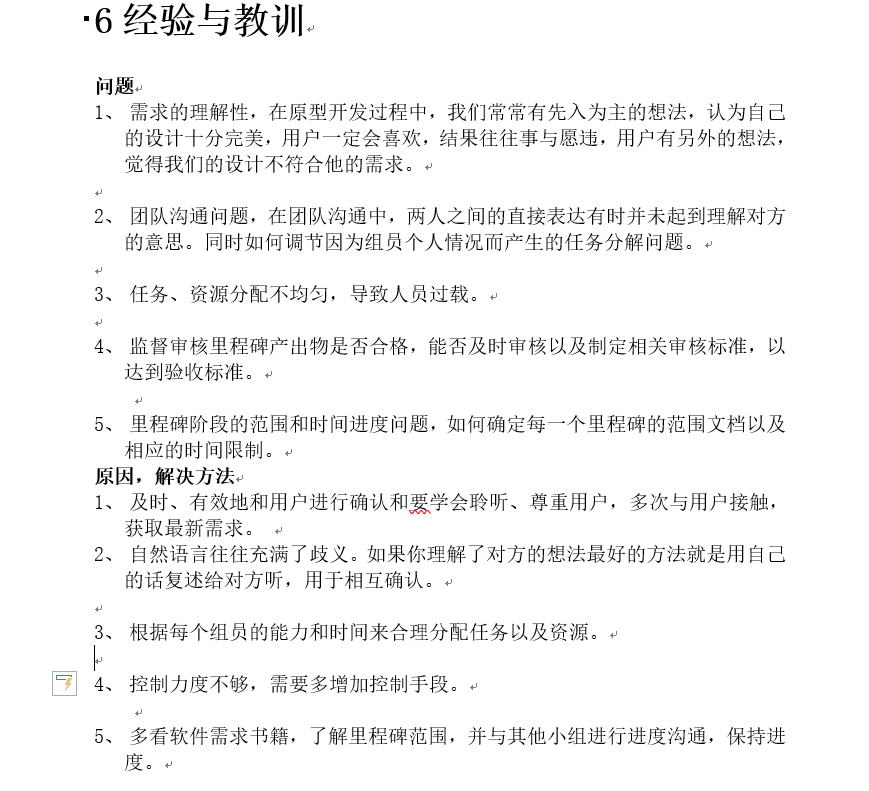 6 经验与教训
问题
1、 需求的理解性，在原型开发过程中，我们常常有先入为主的想法，认为自己
的设计十分完美，用户一定会喜欢，结果往往事与愿违，用户有另外的想法，
觉得我们的设计不符合他的需求。
2、 团队沟通问题，在团队沟通中，两人之间的直接表达有时并未起到理解对方
的意思。同时如何调节因为组员个人情况而产生的任务分解问题。
3、 任务、资源分配不均匀，导致人员过载。
4、 监督审核里程碑产出物是否合格，能否及时审核以及制定相关审核标准，以
达到验收标准。
5、 里程碑阶段的范围和时间进度问题，如何确定每一个里程碑的范围文档以及
相应的时间限制。
原因，解决方法
1、 及时、有效地和用户进行确认和要学会聆听、尊重用户，多次与用户接触，
获取最新需求。
2、 自然语言往往充满了歧义。如果你理解了对方的想法最好的方法就是用自己
的话复述给对方听，用于相互确认。
3、 根据每个组员的能力和时间来合理分配任务以及资源。
4、 控制力度不够，需要多增加控制手段。
5、 多看软件需求书籍，了解里程碑范围，并与其他小组进行进度沟通，保持进
度。